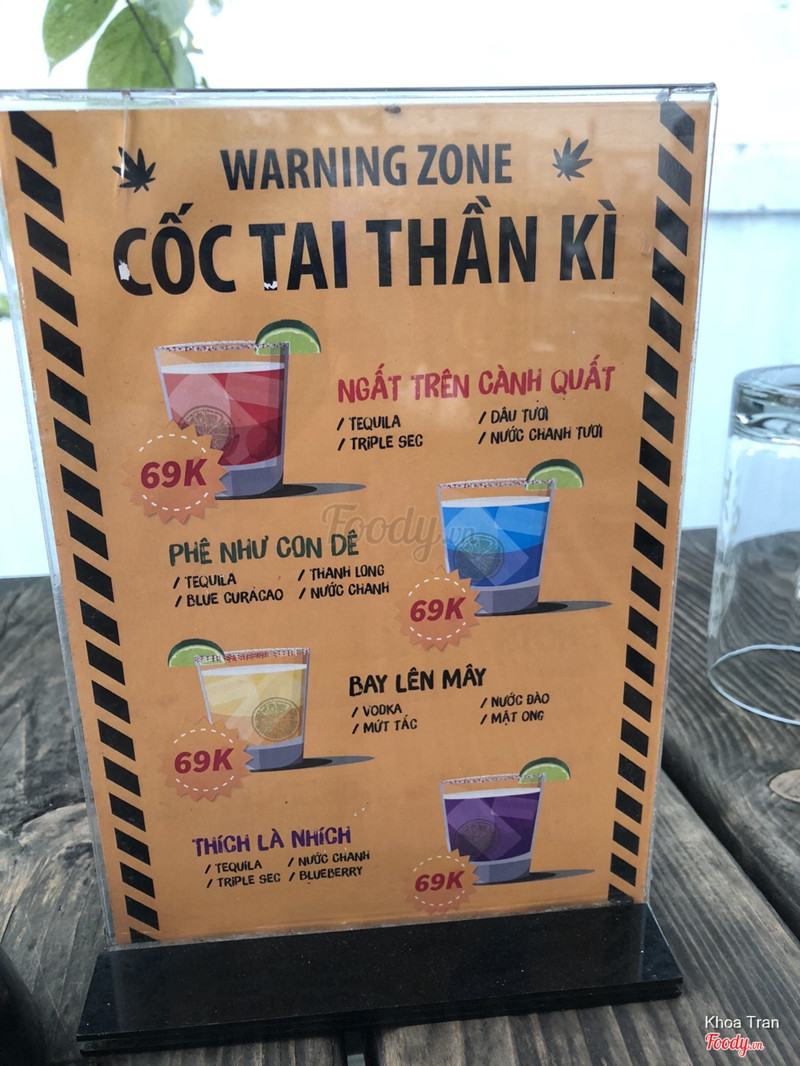 WARNING ZONE
CỐC TAI THẦN KÌ
NGẤT TRÊN CÀNH QUẤT
/ TEQUILA / DÂU TƯƠI
/ TRIPLE SEC / NƯỚC CHANH TƯƠI
69K
Foody.vn
PHÊ NHƯ CON DÊ
/ TEQUILA / THANH LONG
/ BLUE CURACAO / NƯỚC CHANH
69K
BAY LÊN MÂY
/ VODKA / NƯỚC ĐÀO
/ MỨT TẮC / MẬT ONG
69K
THÍCH LÀ NHÍCH
/ TEQUILA / NƯỚC CHANH
/ TRIPLE SEC / BLUEBERRY
69K
Khoa Tran
Foody.vn